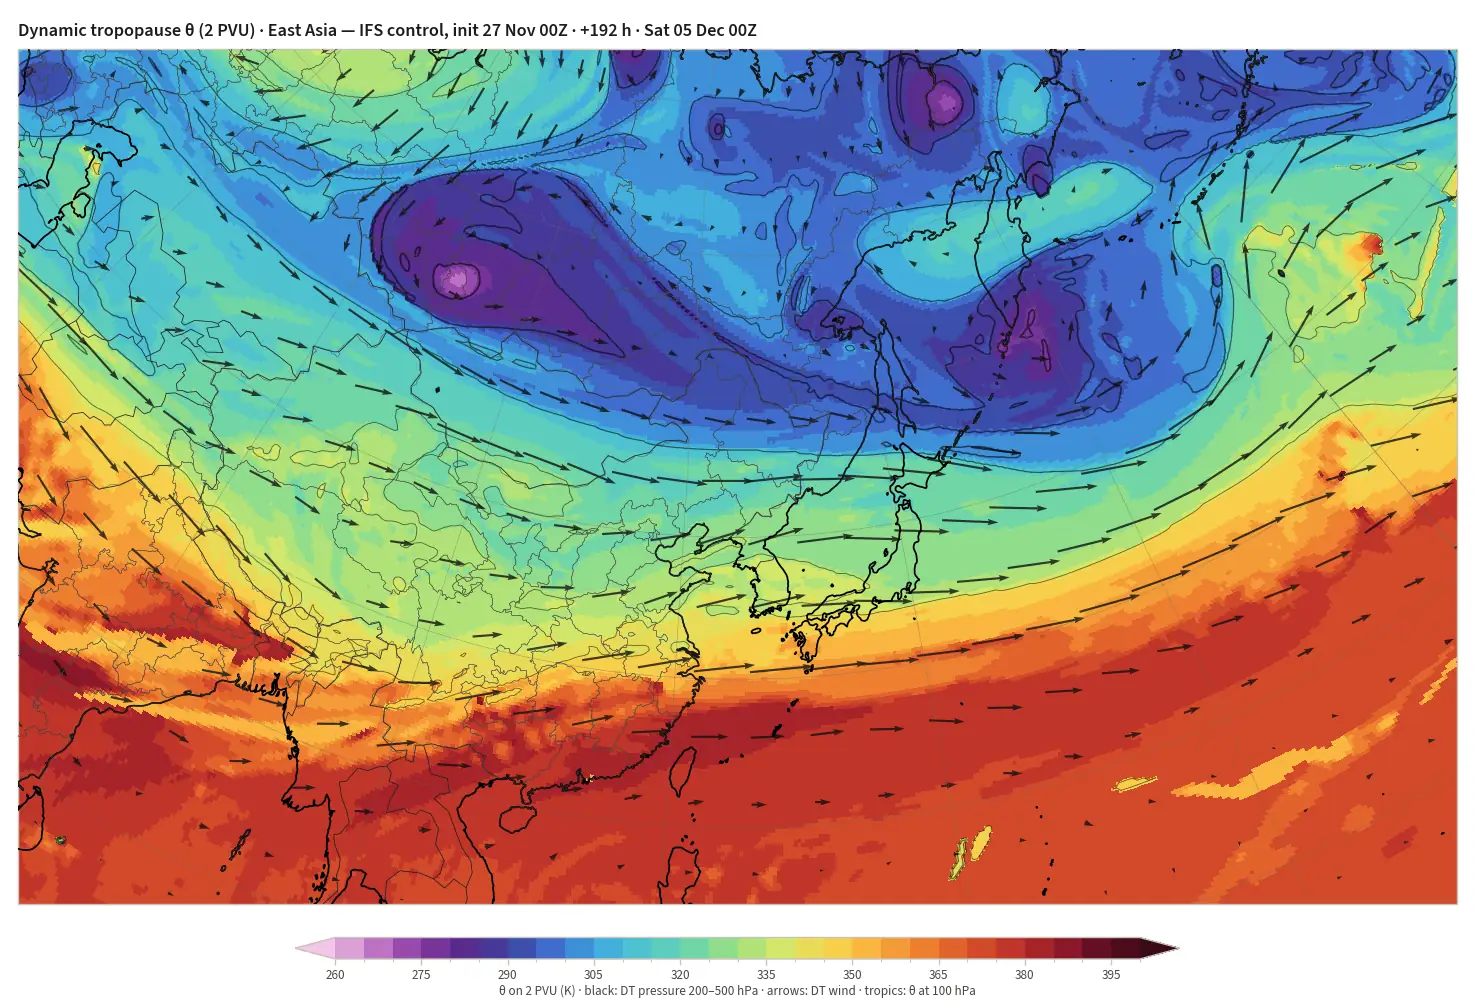 Dynamic tropopause θ (2 PVU) · East Asia — IFS control, init 27 Nov 00Z · +192 h · Sat 05 Dec 00Z
260 275 290 305 320 335 350 365 380 395
θ on 2 PVU (K) · black: DT pressure 200–500 hPa · arrows: DT wind · tropics: θ at 100 hPa